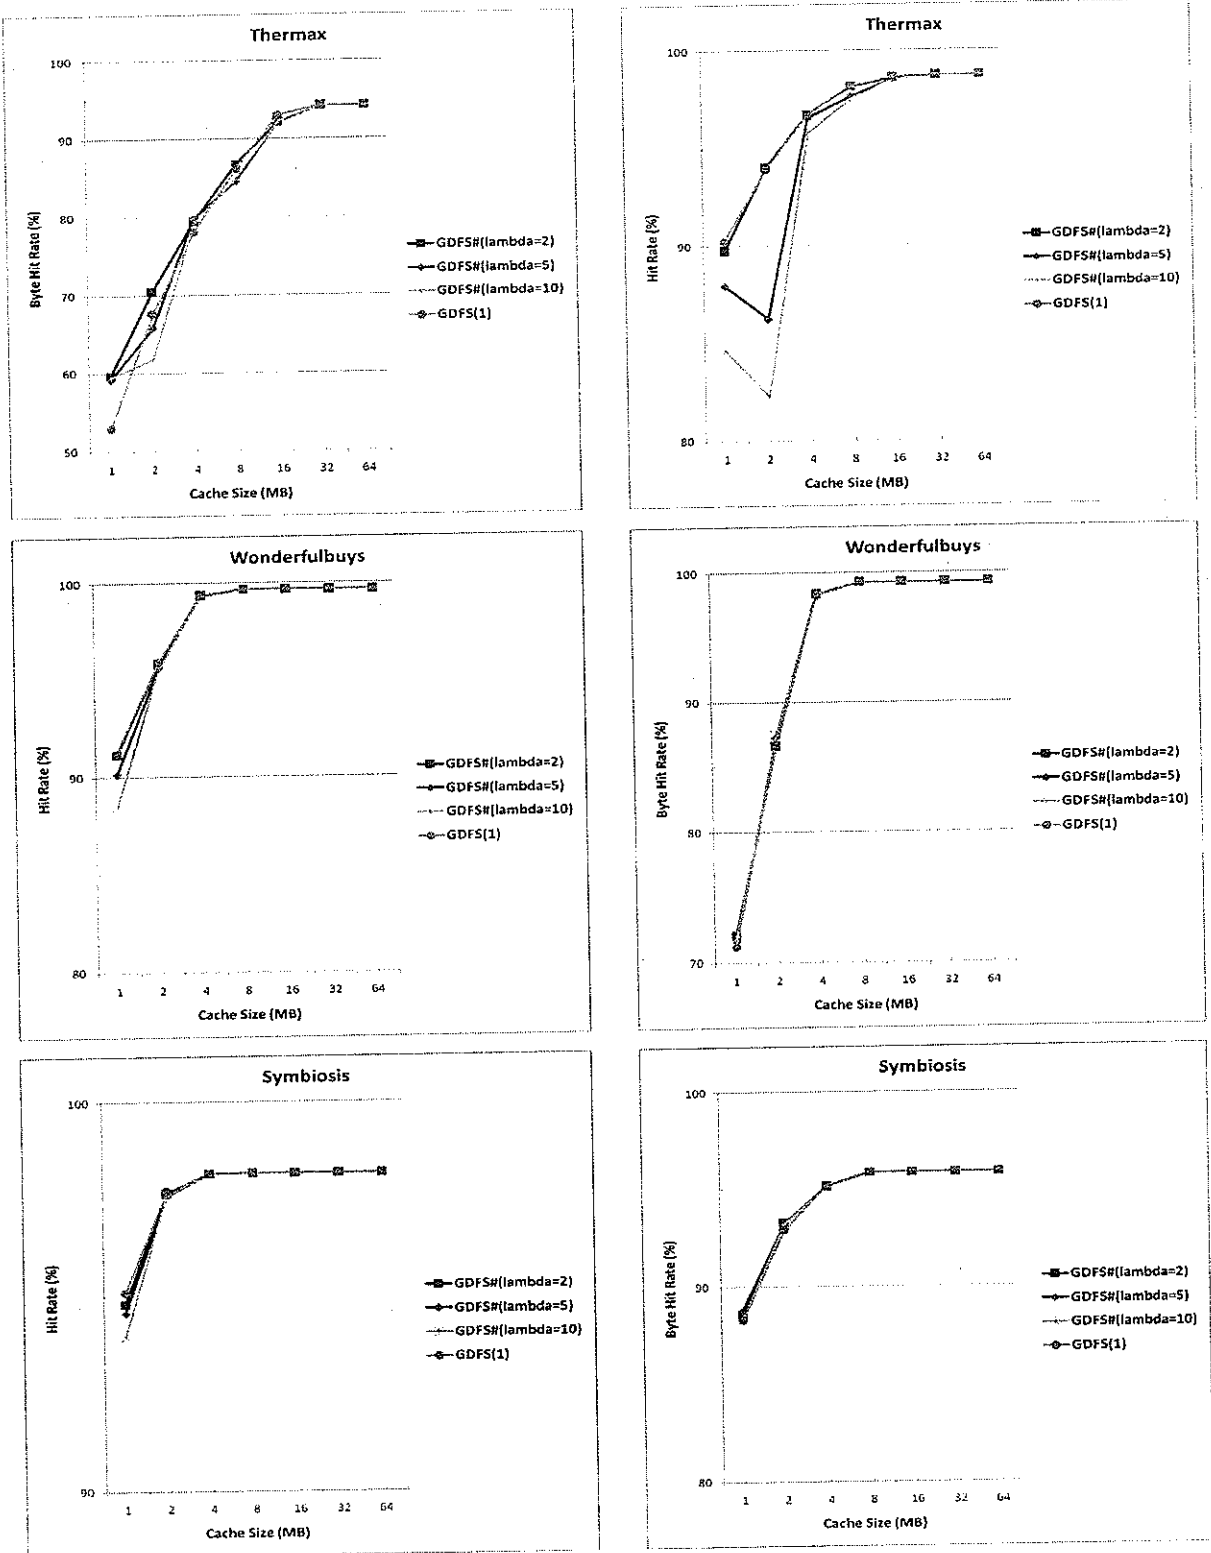 Thermax
100
90
80
70
60
50
Byte Hit Rate (%)
1 2 4 8 16 32 64
Cache Size (MB)
GDFS#(lambda=2)
GDFS#(lambda=5)
GDFS#(lambda=10)
GDFS(1)
Thermax
100
90
80
Hit Rate (%)
1 2 4 8 16 32 64
Cache Size (MB)
GDFS#(lambda=2)
GDFS#(lambda=5)
GDFS#(lambda=10)
GDFS(1)
Wonderfulbuys
100
90
80
Hit Rate (%)
1 2 4 8 16 32 64
Cache Size (MB)
GDFS#(lambda=2)
GDFS#(lambda=5)
GDFS#(lambda=10)
GDFS(1)
Wonderfulbuys
100
90
80
70
Byte Hit Rate (%)
1 2 4 8 16 32 64
Cache Size (MB)
GDFS#(lambda=2)
GDFS#(lambda=5)
GDFS#(lambda=10)
GDFS(1)
Symbiosis
100
90
Hit Rate (%)
1 2 4 8 16 32 64
Cache Size (MB)
GDFS#(lambda=2)
GDFS#(lambda=5)
GDFS#(lambda=10)
GDFS(1)
Symbiosis
100
90
80
Byte Hit Rate (%)
1 2 4 8 16 32 64
Cache Size (MB)
GDFS#(lambda=2)
GDFS#(lambda=5)
GDFS#(lambda=10)
GDFS(1)